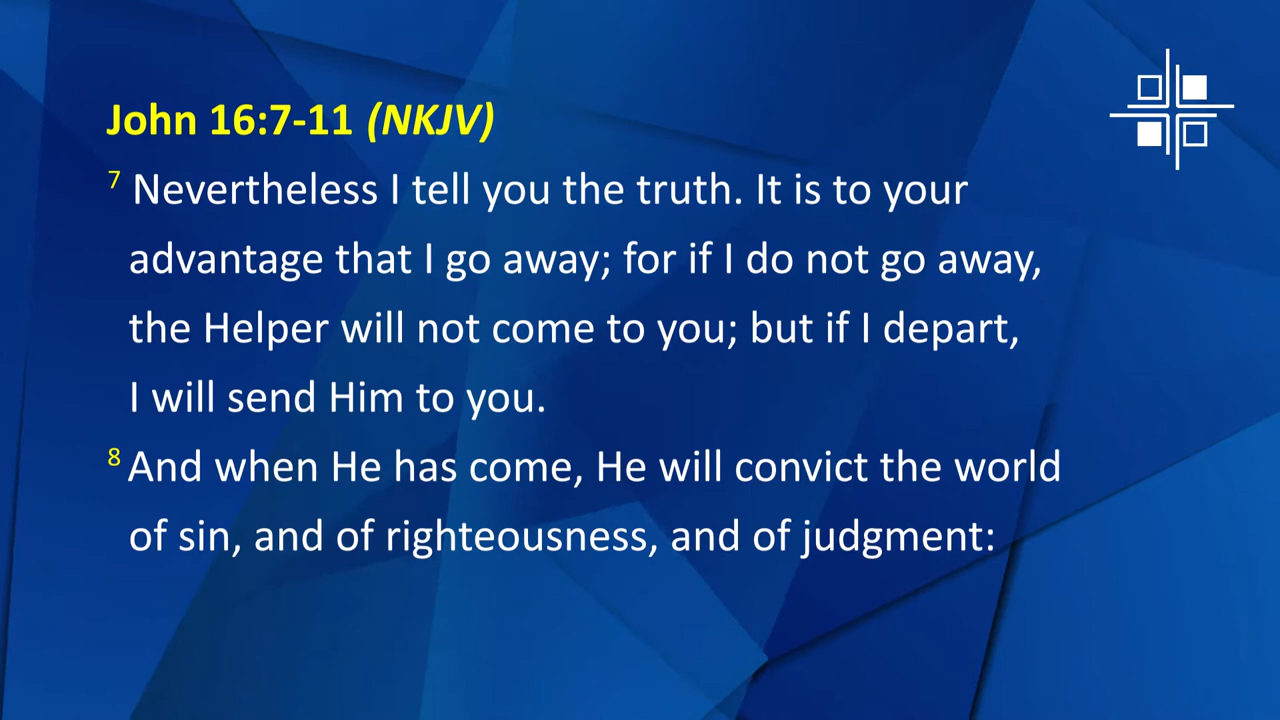 John 16:7-11 (NKJV)
7 Nevertheless I tell you the truth. It is to your
advantage that I go away; for if I do not go away,
the Helper will not come to you; but if I depart,
I will send Him to you.
8 And when He has come, He will convict the world
of sin, and of righteousness, and of judgment: